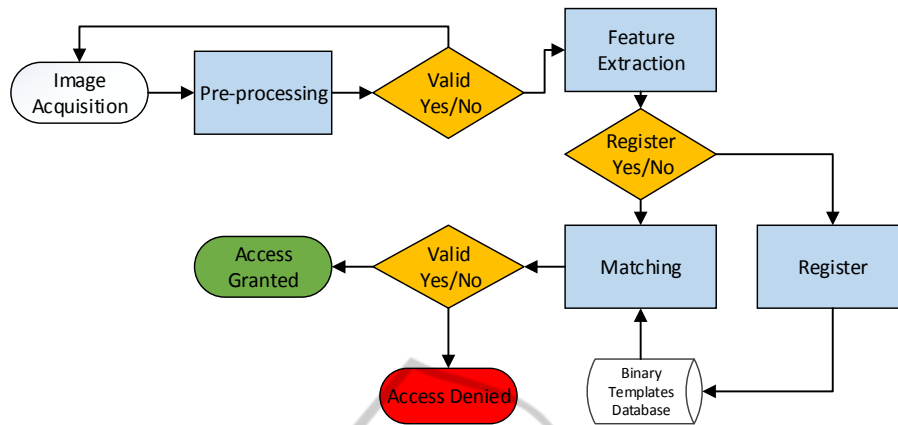 Image
Acquisition
Pre-processing
Valid
Yes/No
Feature
Extraction
Register
Yes/No
Access
Granted
Valid
Yes/No
Matching
Register
Access Denied
Binary
Templates
Database